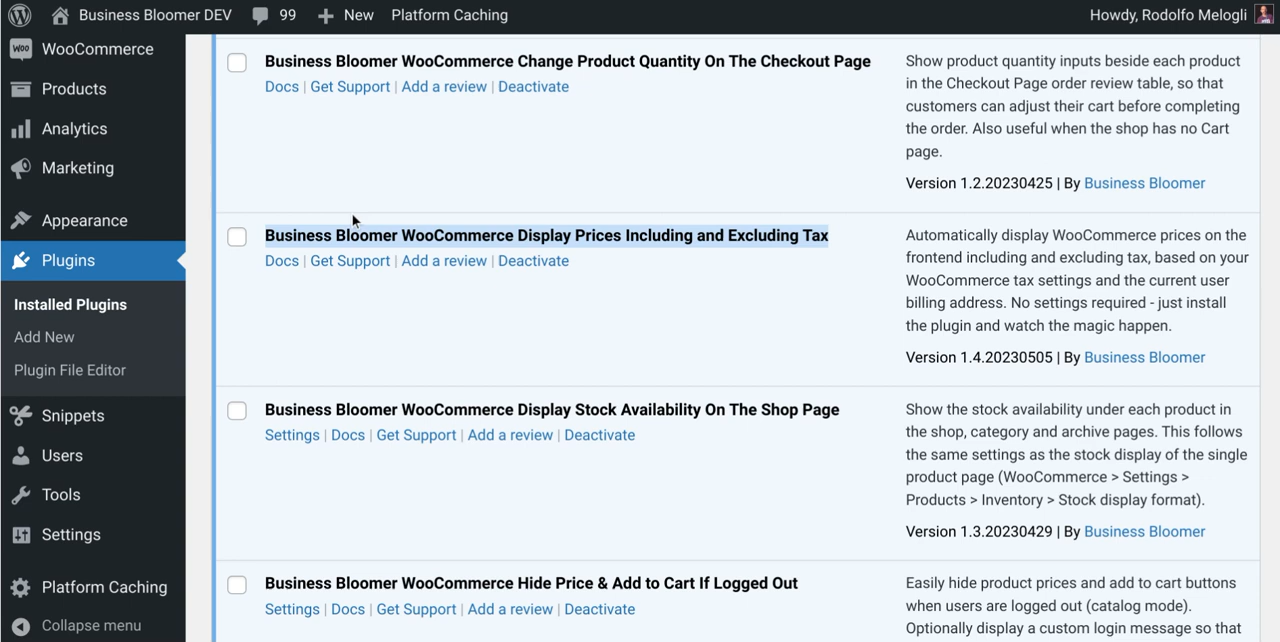 Business Bloomer DEV 99 New Platform Caching Howdy, Rodolfo Melogli
WOO WooCommerce
Products
Analytics
Marketing
Appearance
Plugins
Installed Plugins
Add New
Plugin File Editor
Snippets
Users
Tools
Settings
Platform Caching
Collapse menu
Business Bloomer WooCommerce Change Product Quantity On The Checkout Page
Docs | Get Support | Add a review | Deactivate
Show product quantity inputs beside each product
in the Checkout Page order review table, so that
customers can adjust their cart before completing
the order. Also useful when the shop has no Cart
page.
Version 1.2.20230425 | By Business Bloomer
Business Bloomer WooCommerce Display Prices Including and Excluding Tax
Docs | Get Support | Add a review | Deactivate
Automatically display WooCommerce prices on the
frontend including and excluding tax, based on your
WooCommerce tax settings and the current user
billing address. No settings required - just install
the plugin and watch the magic happen.
Version 1.4.20230505 | By Business Bloomer
Business Bloomer WooCommerce Display Stock Availability On The Shop Page
Settings | Docs | Get Support | Add a review | Deactivate
Show the stock availability under each product in
the shop, category and archive pages. This follows
the same settings as the stock display of the single
product page (WooCommerce > Settings >
Products > Inventory > Stock display format).
Version 1.3.20230429 | By Business Bloomer
Business Bloomer WooCommerce Hide Price & Add to Cart If Logged Out
Settings | Docs | Get Support | Add a review | Deactivate
Easily hide product prices and add to cart buttons
when users are logged out (catalog mode).
Optionally display a custom login message so that